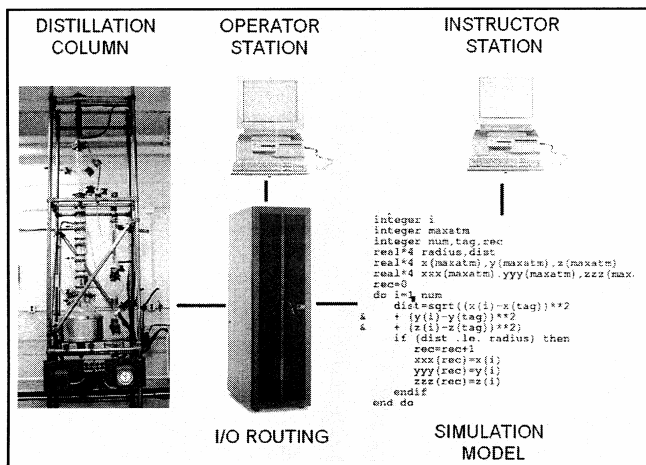 DISTILLATION
COLUMN
OPERATOR
STATION
INSTRUCTOR
STATION
integer i
integer maxatm
integer num,tag,rec
real*4 radius,dist
real*4 x(maxatm),y(maxatm),z(maxatm)
real*4 xxx(maxatm),yyy(maxatm),zzz(max.
rec=0
do i=1,num
dist=sqrt((x(i)-x(tag))**2
& + (y(i)-y(tag))**2
& + (z(i)-z(tag))**2)
if (dist .le. radius) then
rec=rec+1
xxx(rec)=x(i)
yyy(rec)=y(i)
zzz(rec)=z(i)
endif
end do
I/O ROUTING
SIMULATION
MODEL